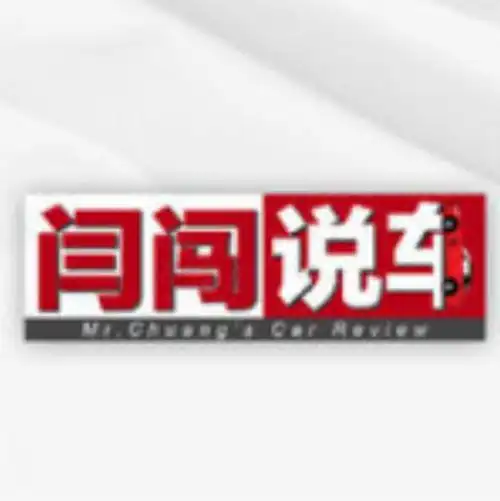 闫闯说车
Mr.Chuang's Car Review